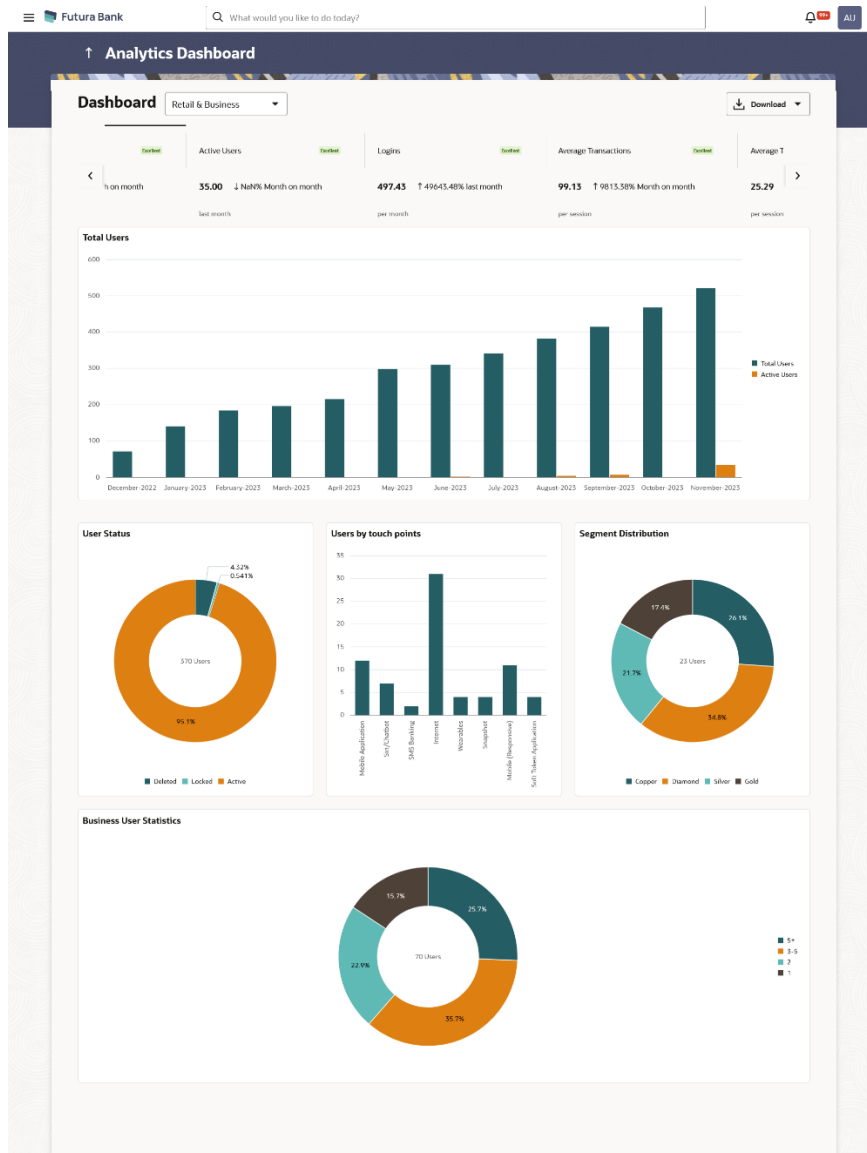 Futura Bank
What would you like to do today?
99+
AU
↑ Analytics Dashboard
Dashboard
Retail & Business
Download
Excellent
Active Users
Excellent
Logins
Excellent
Average Transactions
Excellent
Average T
h on month
35.00 ↓ NaN% Month on month
497.43 ↑ 49643.48% last month
99.13 ↑ 9813.38% Month on month
25.29
last month
per month
per session
per session
Total Users
600
500
400
300
200
100
0
December-2022 January-2023 February-2023 March-2023 April-2023 May-2023 June-2023 July-2023 August-2023 September-2023 October-2023 November-2023
Total Users
Active Users
User Status
4.32%
0.541%
370 Users
95.1%
Deleted Locked Active
Users by touch points
35
30
25
20
15
10
5
0
Mobile Application
Siri/Chatbot
SMS Banking
Internet
Wearables
Snapshot
Mobile (Responsive)
Soft Token Application
Segment Distribution
17.4%
26.1%
21.7%
23 Users
34.8%
Copper Diamond Silver Gold
Business User Statistics
15.7%
25.7%
22.9%
70 Users
35.7%
5+
3-5
2
1